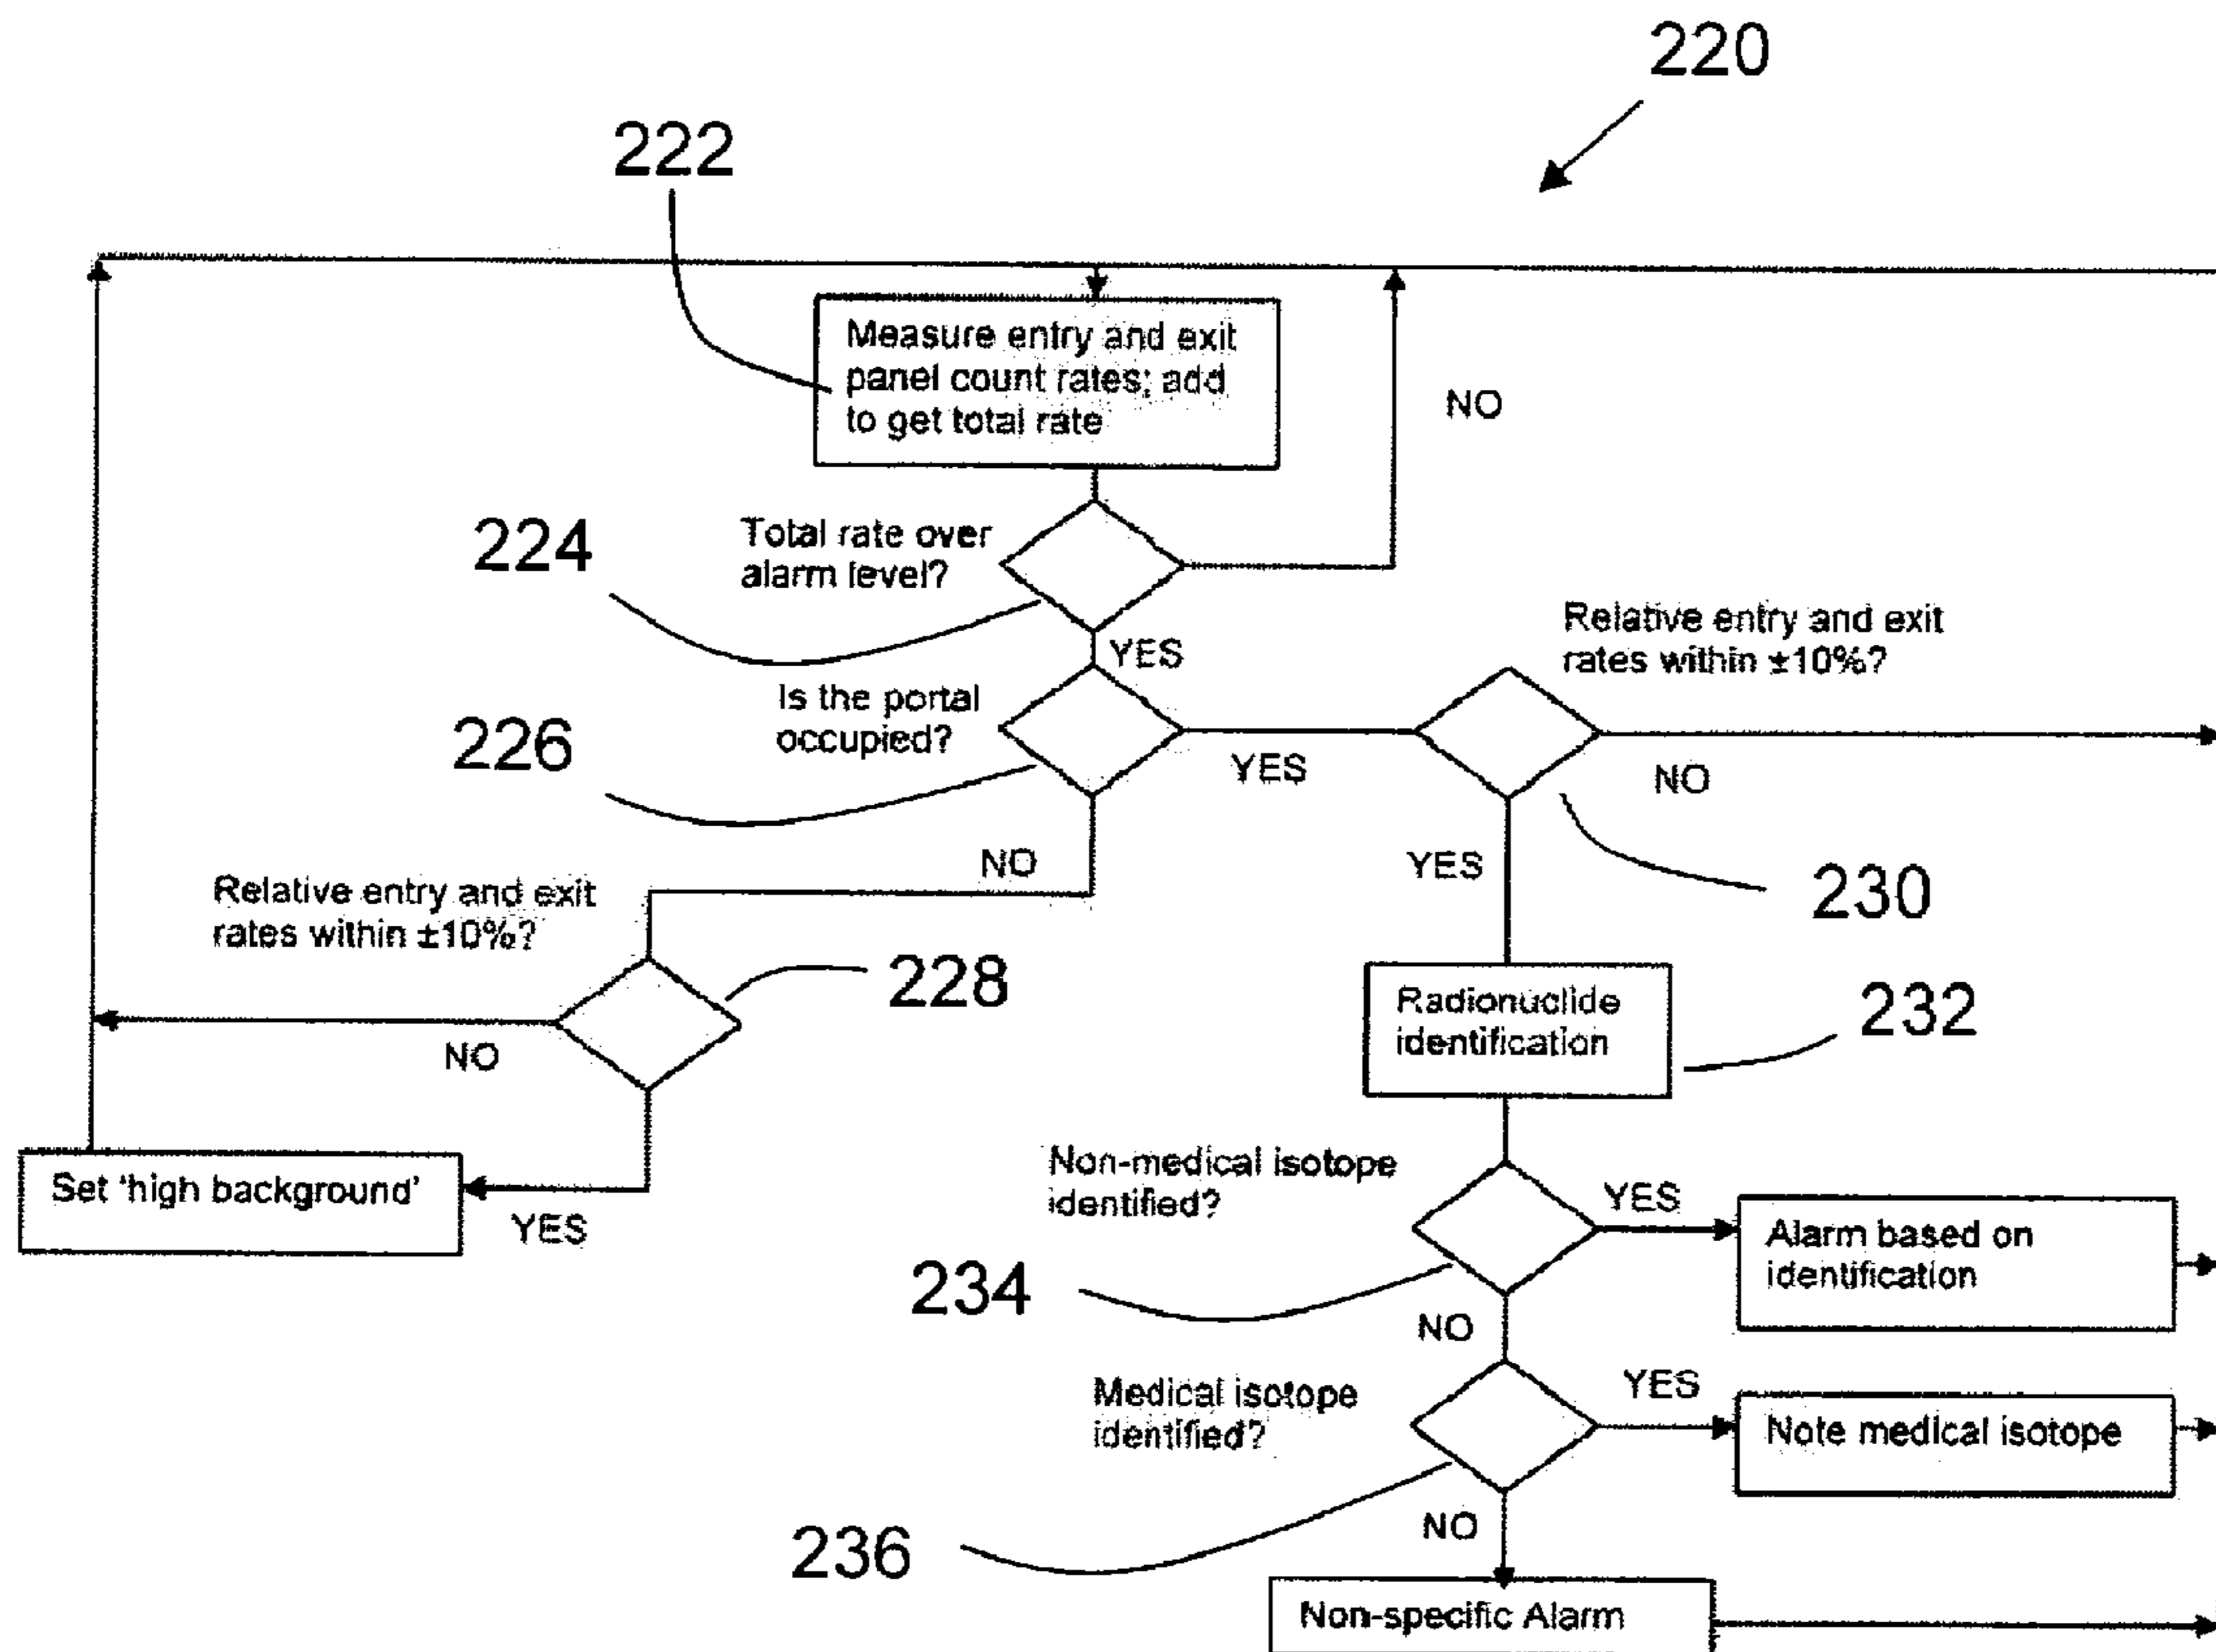 220
222
Measure entry and exit
panel count rates; add
to get total rate
NO
224
Total rate over
alarm level?
YES
Relative entry and exit
rates within ±10%?
226
Is the portal
occupied?
YES
NO
NO
YES
230
Relative entry and exit
rates within ±10%?
228
NO
Radionuclide
identification
232
Set 'high background'
YES
Non-medical isotope
identified?
YES
Alarm based on
identification
234
NO
Medical isotope
identified?
YES
Note medical isotope
236
NO
Non-specific Alarm